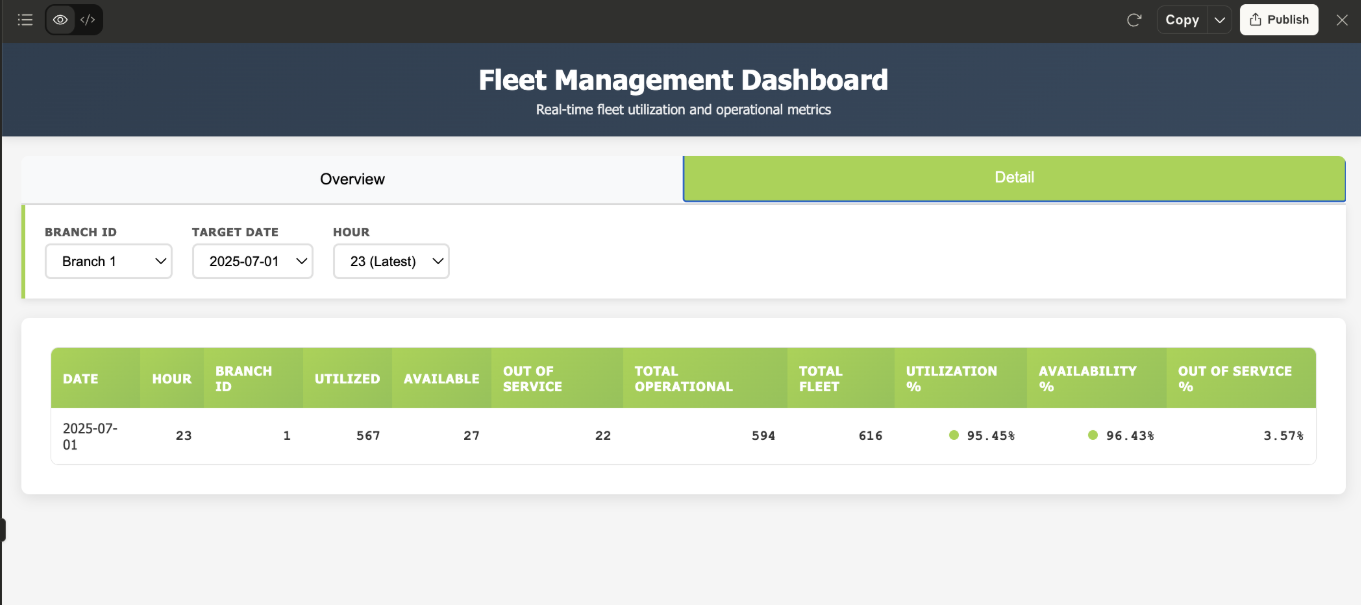 </>
Copy
Publish
Fleet Management Dashboard
Real-time fleet utilization and operational metrics
Overview
Detail
BRANCH ID
TARGET DATE
HOUR
Branch 1
2025-07-01
23 (Latest)
DATE
HOUR
BRANCH
ID
UTILIZED
AVAILABLE
OUT OF
SERVICE
TOTAL
OPERATIONAL
TOTAL
FLEET
UTILIZATION
%
AVAILABILITY
%
OUT OF SERVICE
%
2025-07-
01
23
1
567
27
22
594
616
95.45%
96.43%
3.57%